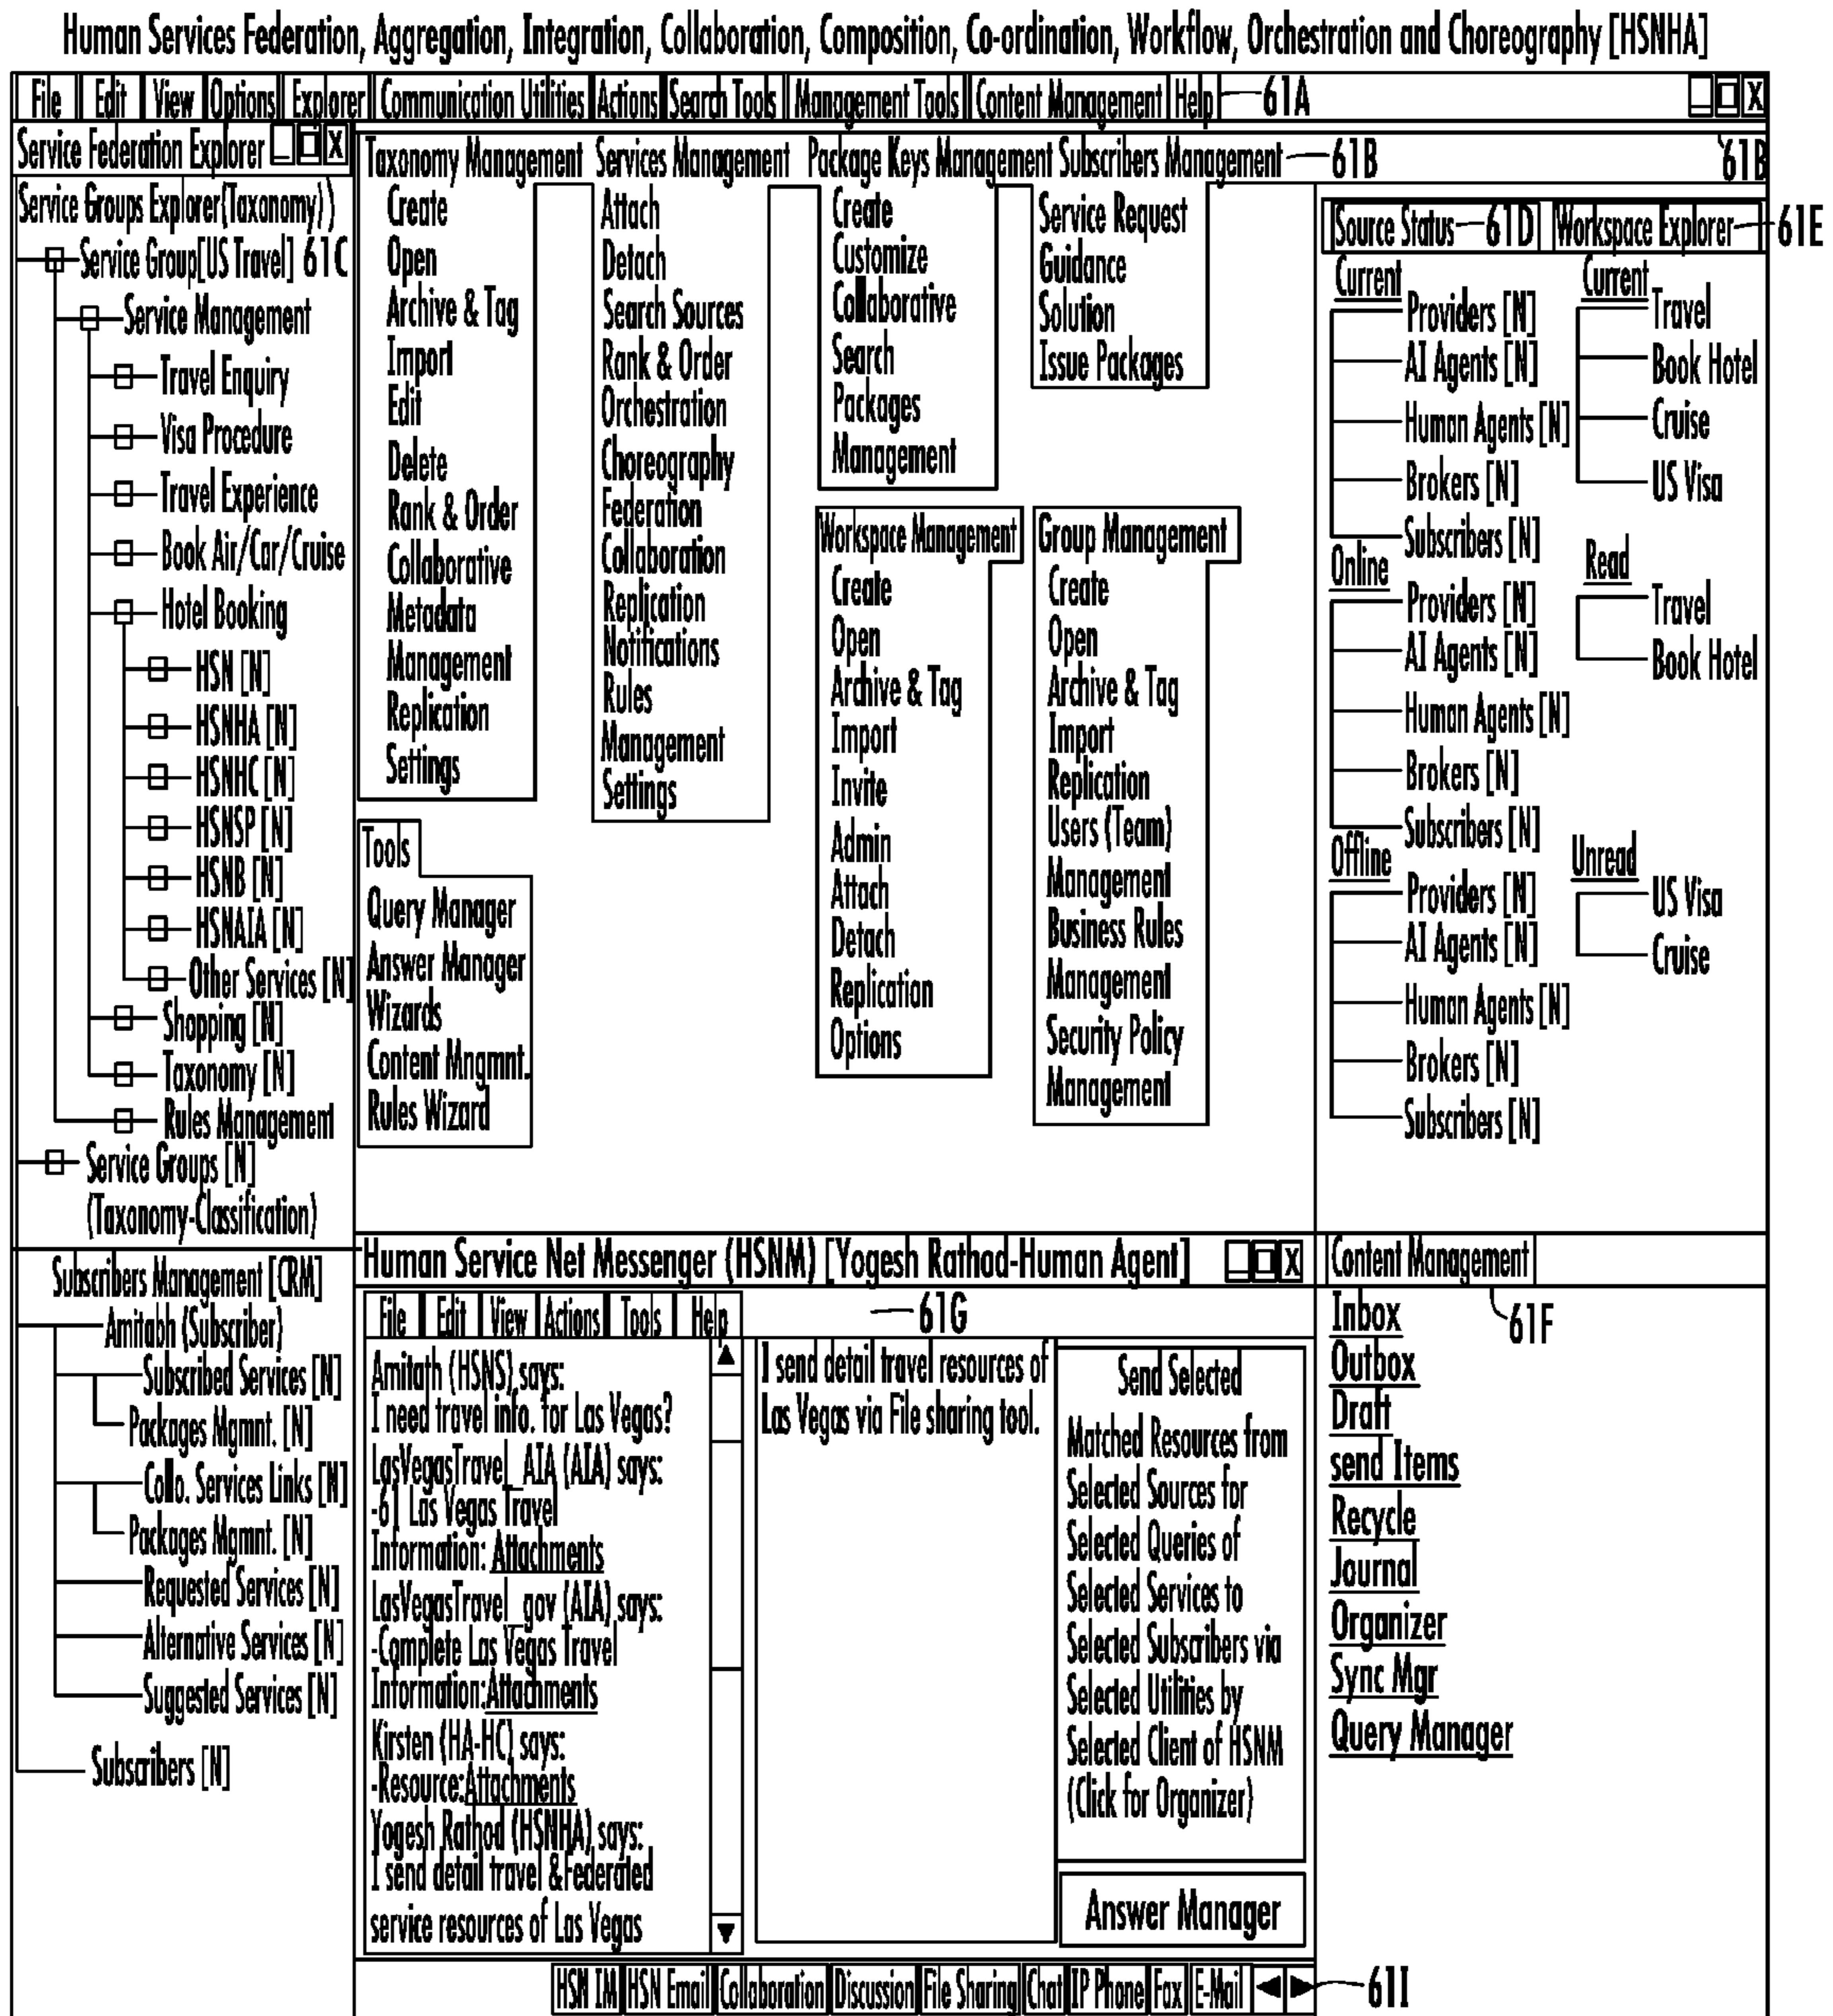 Human Services Federation, Aggregation, Integration, Collaboration, Composition, Co-ordination, Workflow, Orchestration and Choreography [HSNHA]
File Edit View Options Explorer Communication Utilities Actions Search Tools Management Tools Content Management Help 61A
_ X
Service Federation Explorer _ X
Service Groups Explorer(Taxonomy))
Service Group[US Travel] 61C
Service Management
Travel Enquiry
Visa Procedure
Travel Experience
Book Air/Car/Cruise
Hotel Booking
HSN [N]
HSNHA [N]
HSNHC [N]
HSNSP [N]
HSNB [N]
HSNAIA [N]
Other Services [N]
Shopping [N]
Taxonomy [N]
Rules Management
Service Groups [N]
(Taxonomy-Classification)
Subscribers Management [CRM]
Amitabh (Subscriber)
Subscribed Services [N]
Packages Mgmnt. [N]
Collo. Services Links [N]
Packages Mgmnt. [N]
Requested Services [N]
Alternative Services [N]
Suggested Services [N]
Subscribers [N]
Taxonomy Management Services Management Package Keys Management Subscribers Management 61B
61B
Create
Open
Archive & Tag
Import
Edit
Delete
Rank & Order
Collaborative
Metadata
Management
Replication
Settings
Attach
Detach
Search Sources
Rank & Order
Orchestration
Choreography
Federation
Collaboration
Replication
Notifications
Rules
Management
Settings
Create
Customize
Collaborative
Search
Packages
Management
Service Request
Guidance
Solution
Issue Packages
Workspace Management
Create
Open
Archive & Tag
Import
Invite
Admin
Attach
Detach
Replication
Options
Group Management
Create
Open
Archive & Tag
Import
Replication
Users (Team)
Management
Business Rules
Management
Security Policy
Management
Tools
Query Manager
Answer Manager
Wizards
Content Mngmnt.
Rules Wizard
Source Status 61D
Current
Providers [N]
AI Agents [N]
Human Agents [N]
Brokers [N]
Subscribers [N]
Online
Providers [N]
AI Agents [N]
Human Agents [N]
Brokers [N]
Subscribers [N]
Offline
Providers [N]
AI Agents [N]
Human Agents [N]
Brokers [N]
Subscribers [N]
Workspace Explorer 61E
Current
Travel
Book Hotel
Cruise
US Visa
Read
Travel
Book Hotel
Unread
US Visa
Cruise
Human Service Net Messenger (HSNM) [Yogesh Rathod-Human Agent] _ X
File Edit View Actions Tools Help 61G
Amitath (HSNS) says:
I need travel info. for Las Vegas?
LasVegasTravel_AIA (AIA) says:
-61 Las Vegas Travel
Information: Attachments
LasVegasTravel_gov (AIA) says:
-Complete Las Vegas Travel
Information:Attachments
Kirsten (HA-HC) says:
-Resource:Attachments
Yogesh Rathod (HSNHA) says:
I send detail travel &Federated
service resources of Las Vegas
I send detail travel resources of
Las Vegas via File sharing tool.
Send Selected
Matched Resources from
Selected Sources for
Selected Queries of
Selected Services to
Selected Subscribers via
Selected Utilities by
Selected Client of HSNM
(Click for Organizer)
Answer Manager
HSM IM HSN Email Collaboration Discussion File Sharing Chat IP Phone Fax E-Mail 61I
Content Management
61F
Inbox
Outbox
Draft
send Items
Recycle
Journal
Organizer
Sync Mgr
Query Manager